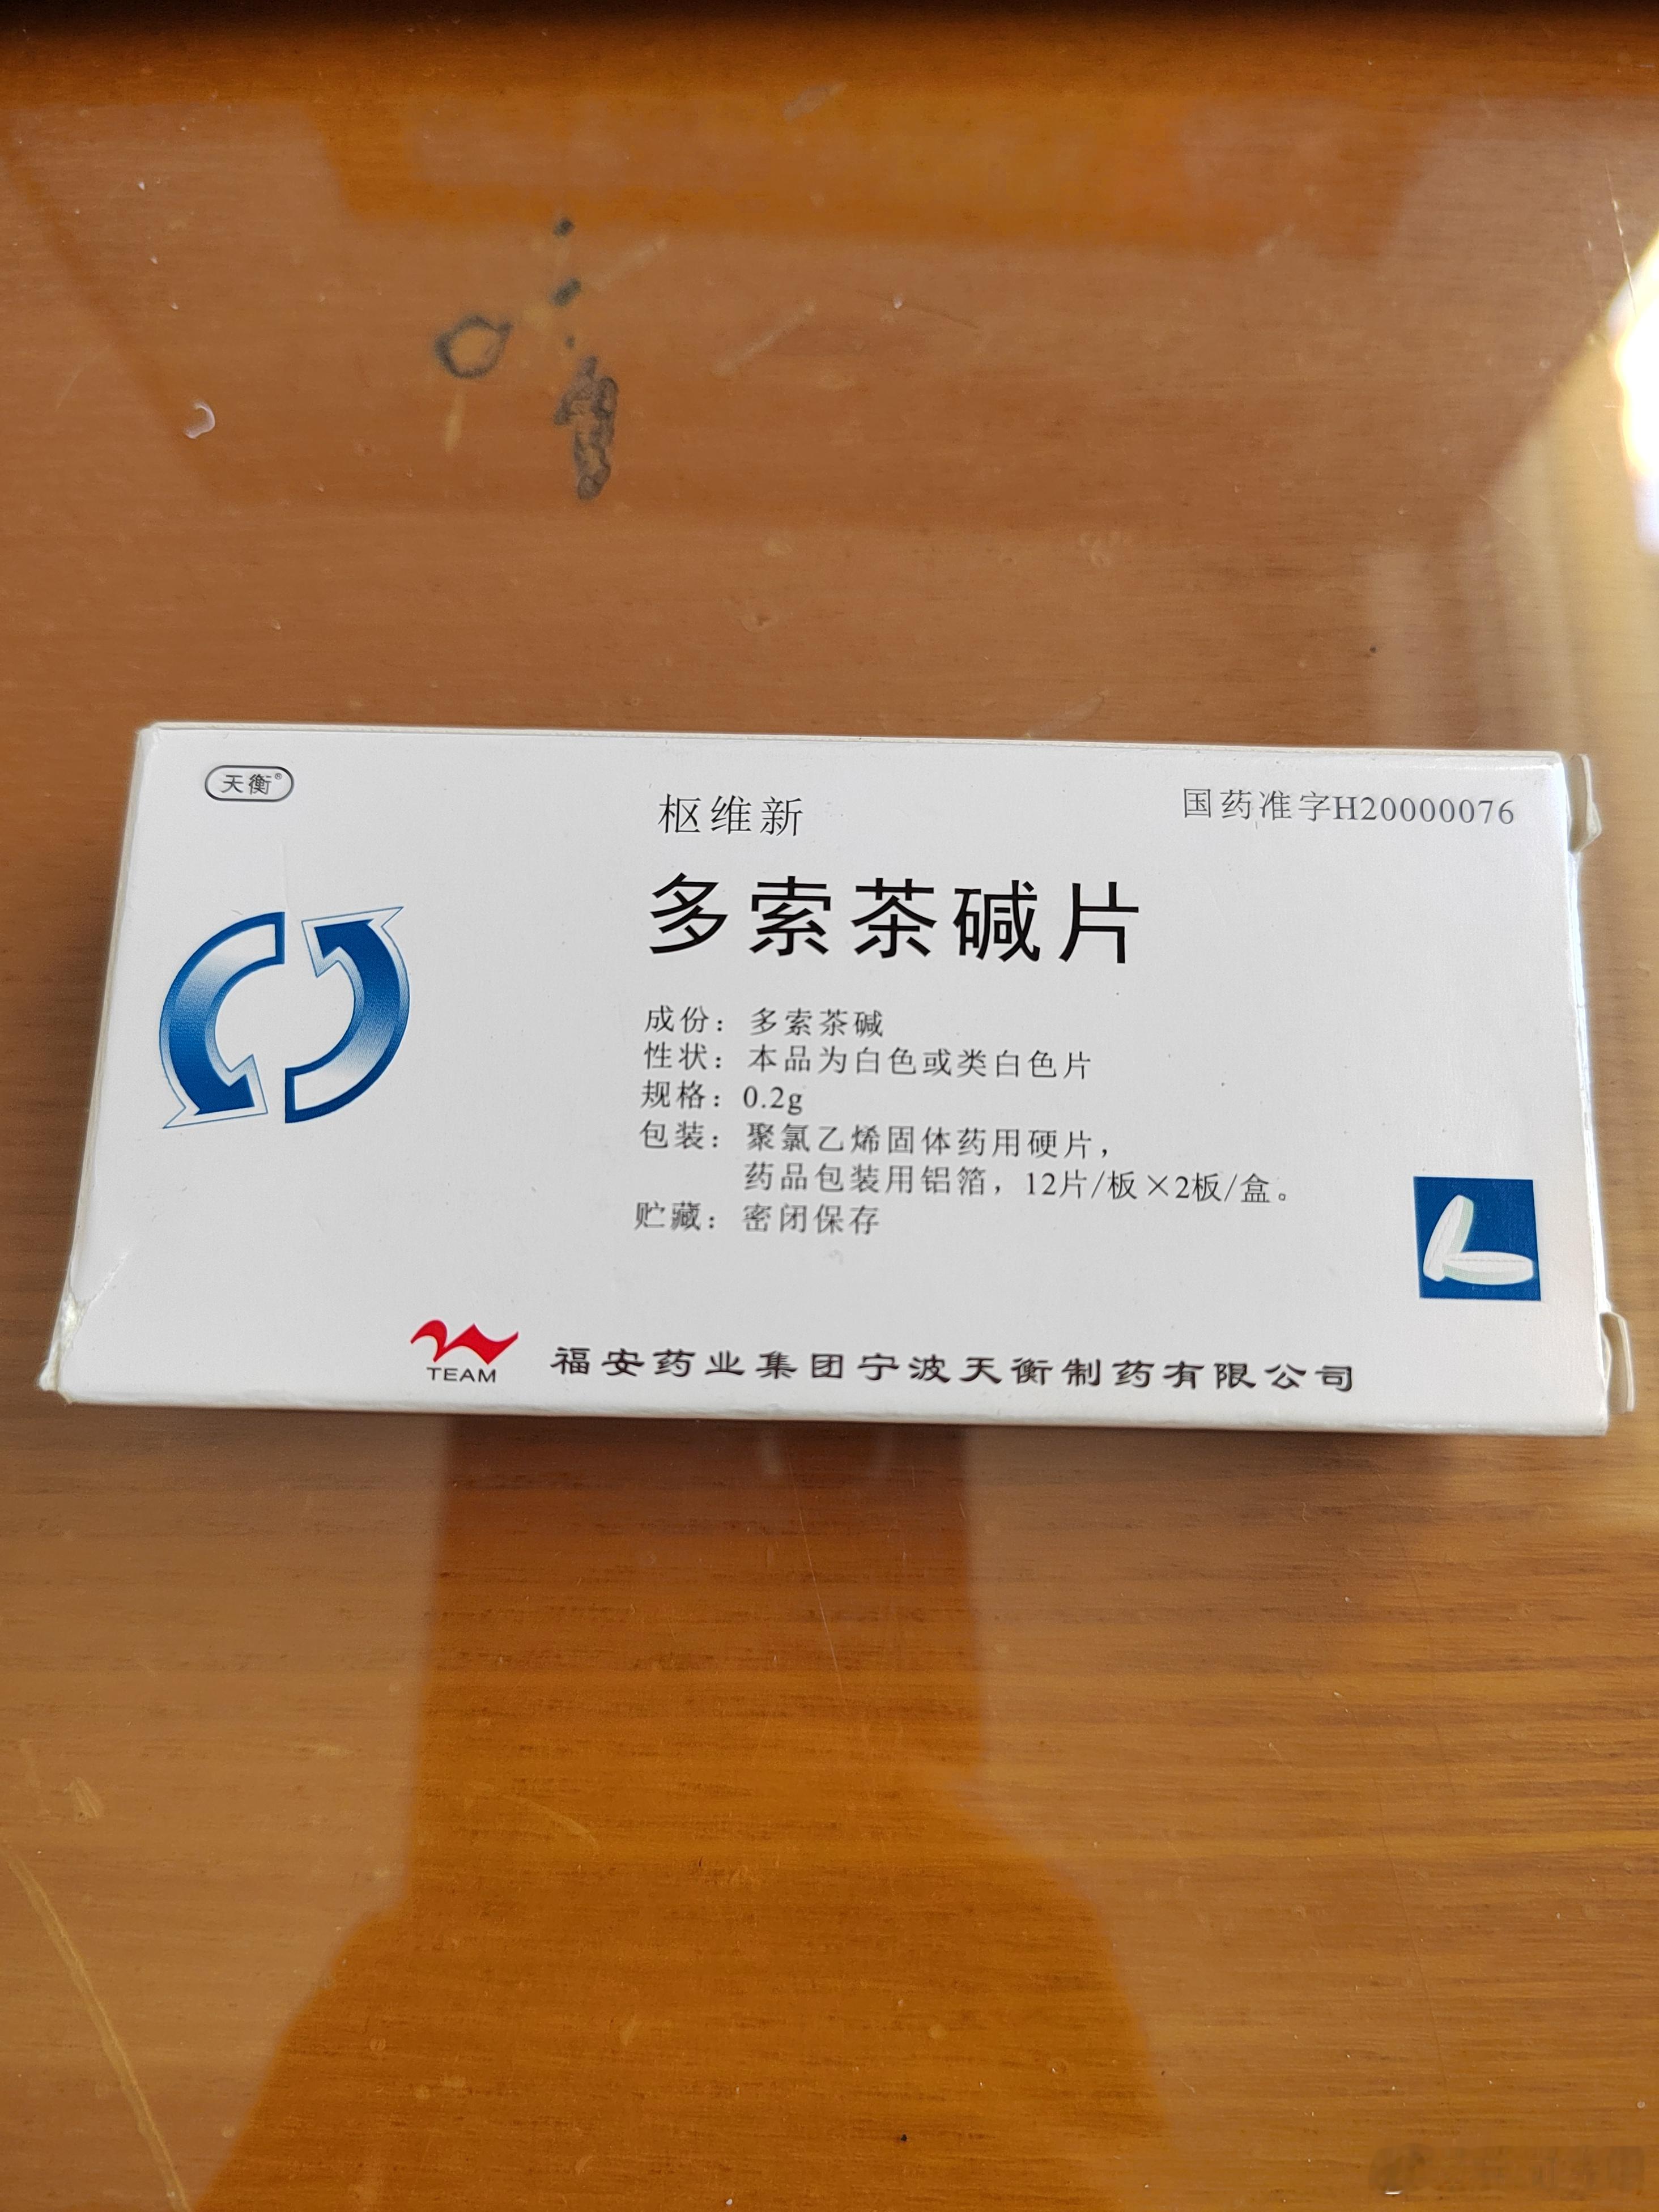 天衡®
枢维新
国药准字H20000076
多索茶碱片
成份：多索茶碱
性状：本品为白色或类白色片
规格：0.2g
包装：聚氯乙烯固体药用硬片，
药品包装用铝箔，12片/板×2板/盒。
贮藏：密闭保存
TEAM
福安药业集团宁波天衡制药有限公司